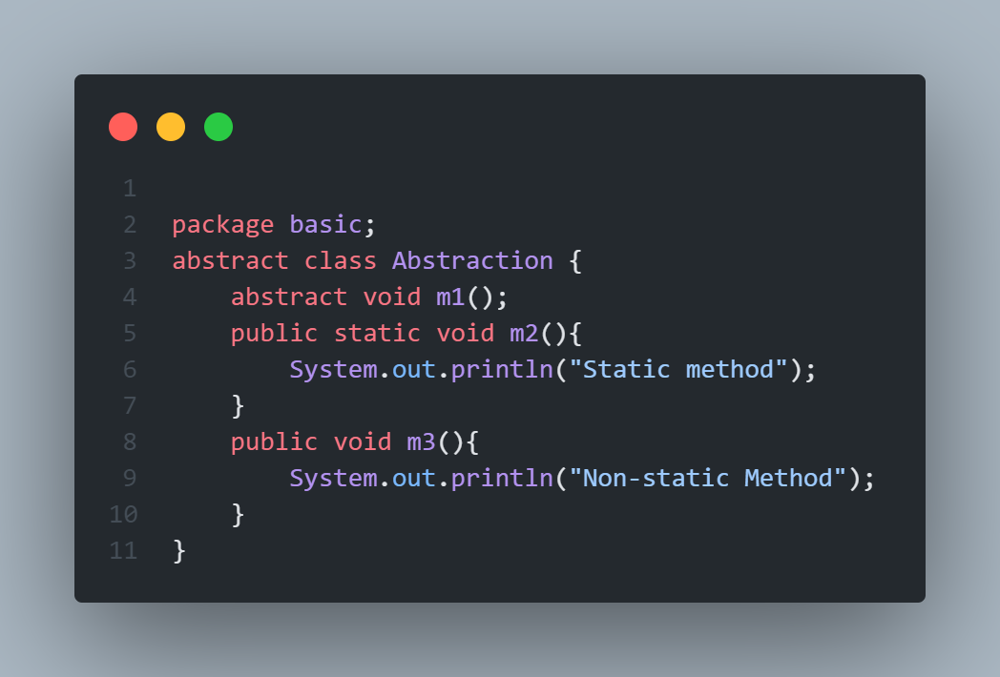 1
2 package basic;
3 abstract class Abstraction {
4     abstract void m1();
5     public static void m2(){
6         System.out.println("Static method");
7     }
8     public void m3(){
9         System.out.println("Non-static Method");
10     }
11 }